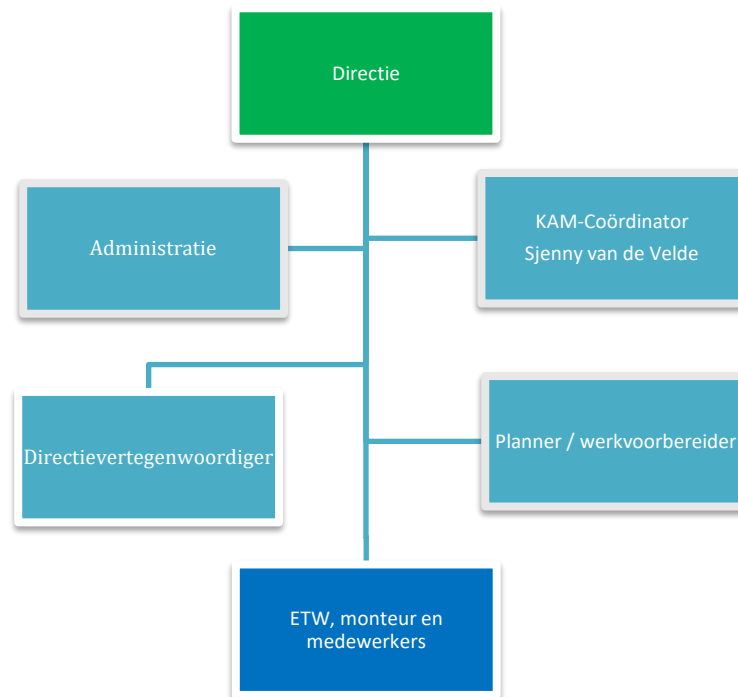 Directie
Administratie
KAM-Coördinator
Sjenny van de Velde
Directievertegenwoordiger
Planner / werkvoorbereider
ETW, monteur en
medewerkers